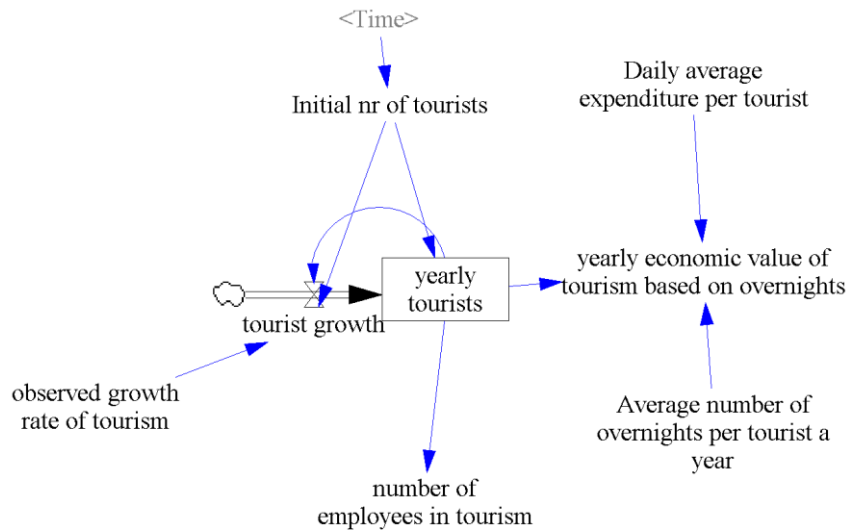 <Time>
Initial nr of tourists
Daily average
expenditure per tourist
yearly
tourists
yearly economic value of
tourism based on overnights
tourist growth
observed growth
rate of tourism
Average number of
overnights per tourist a
year
number of
employees in tourism